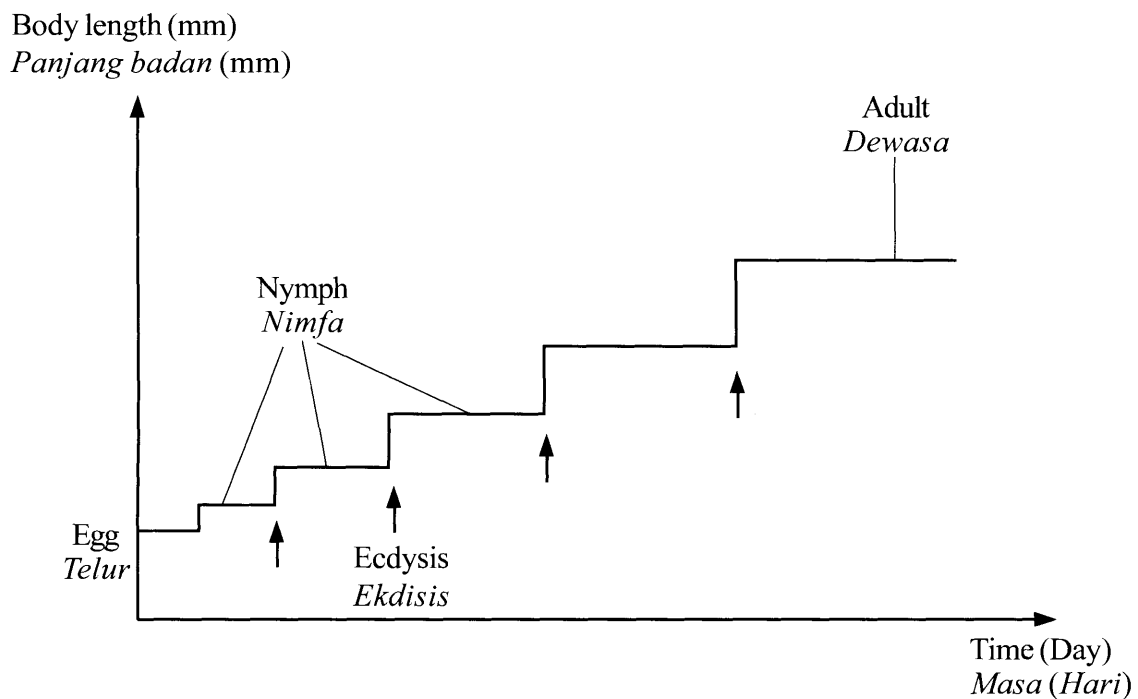 Body length (mm)
Panjang badan (mm)
Adult
Dewasa
Nymph
Nimfa
Egg
Telur
Ecdysis
Ekdisis
Time (Day)
Masa (Hari)